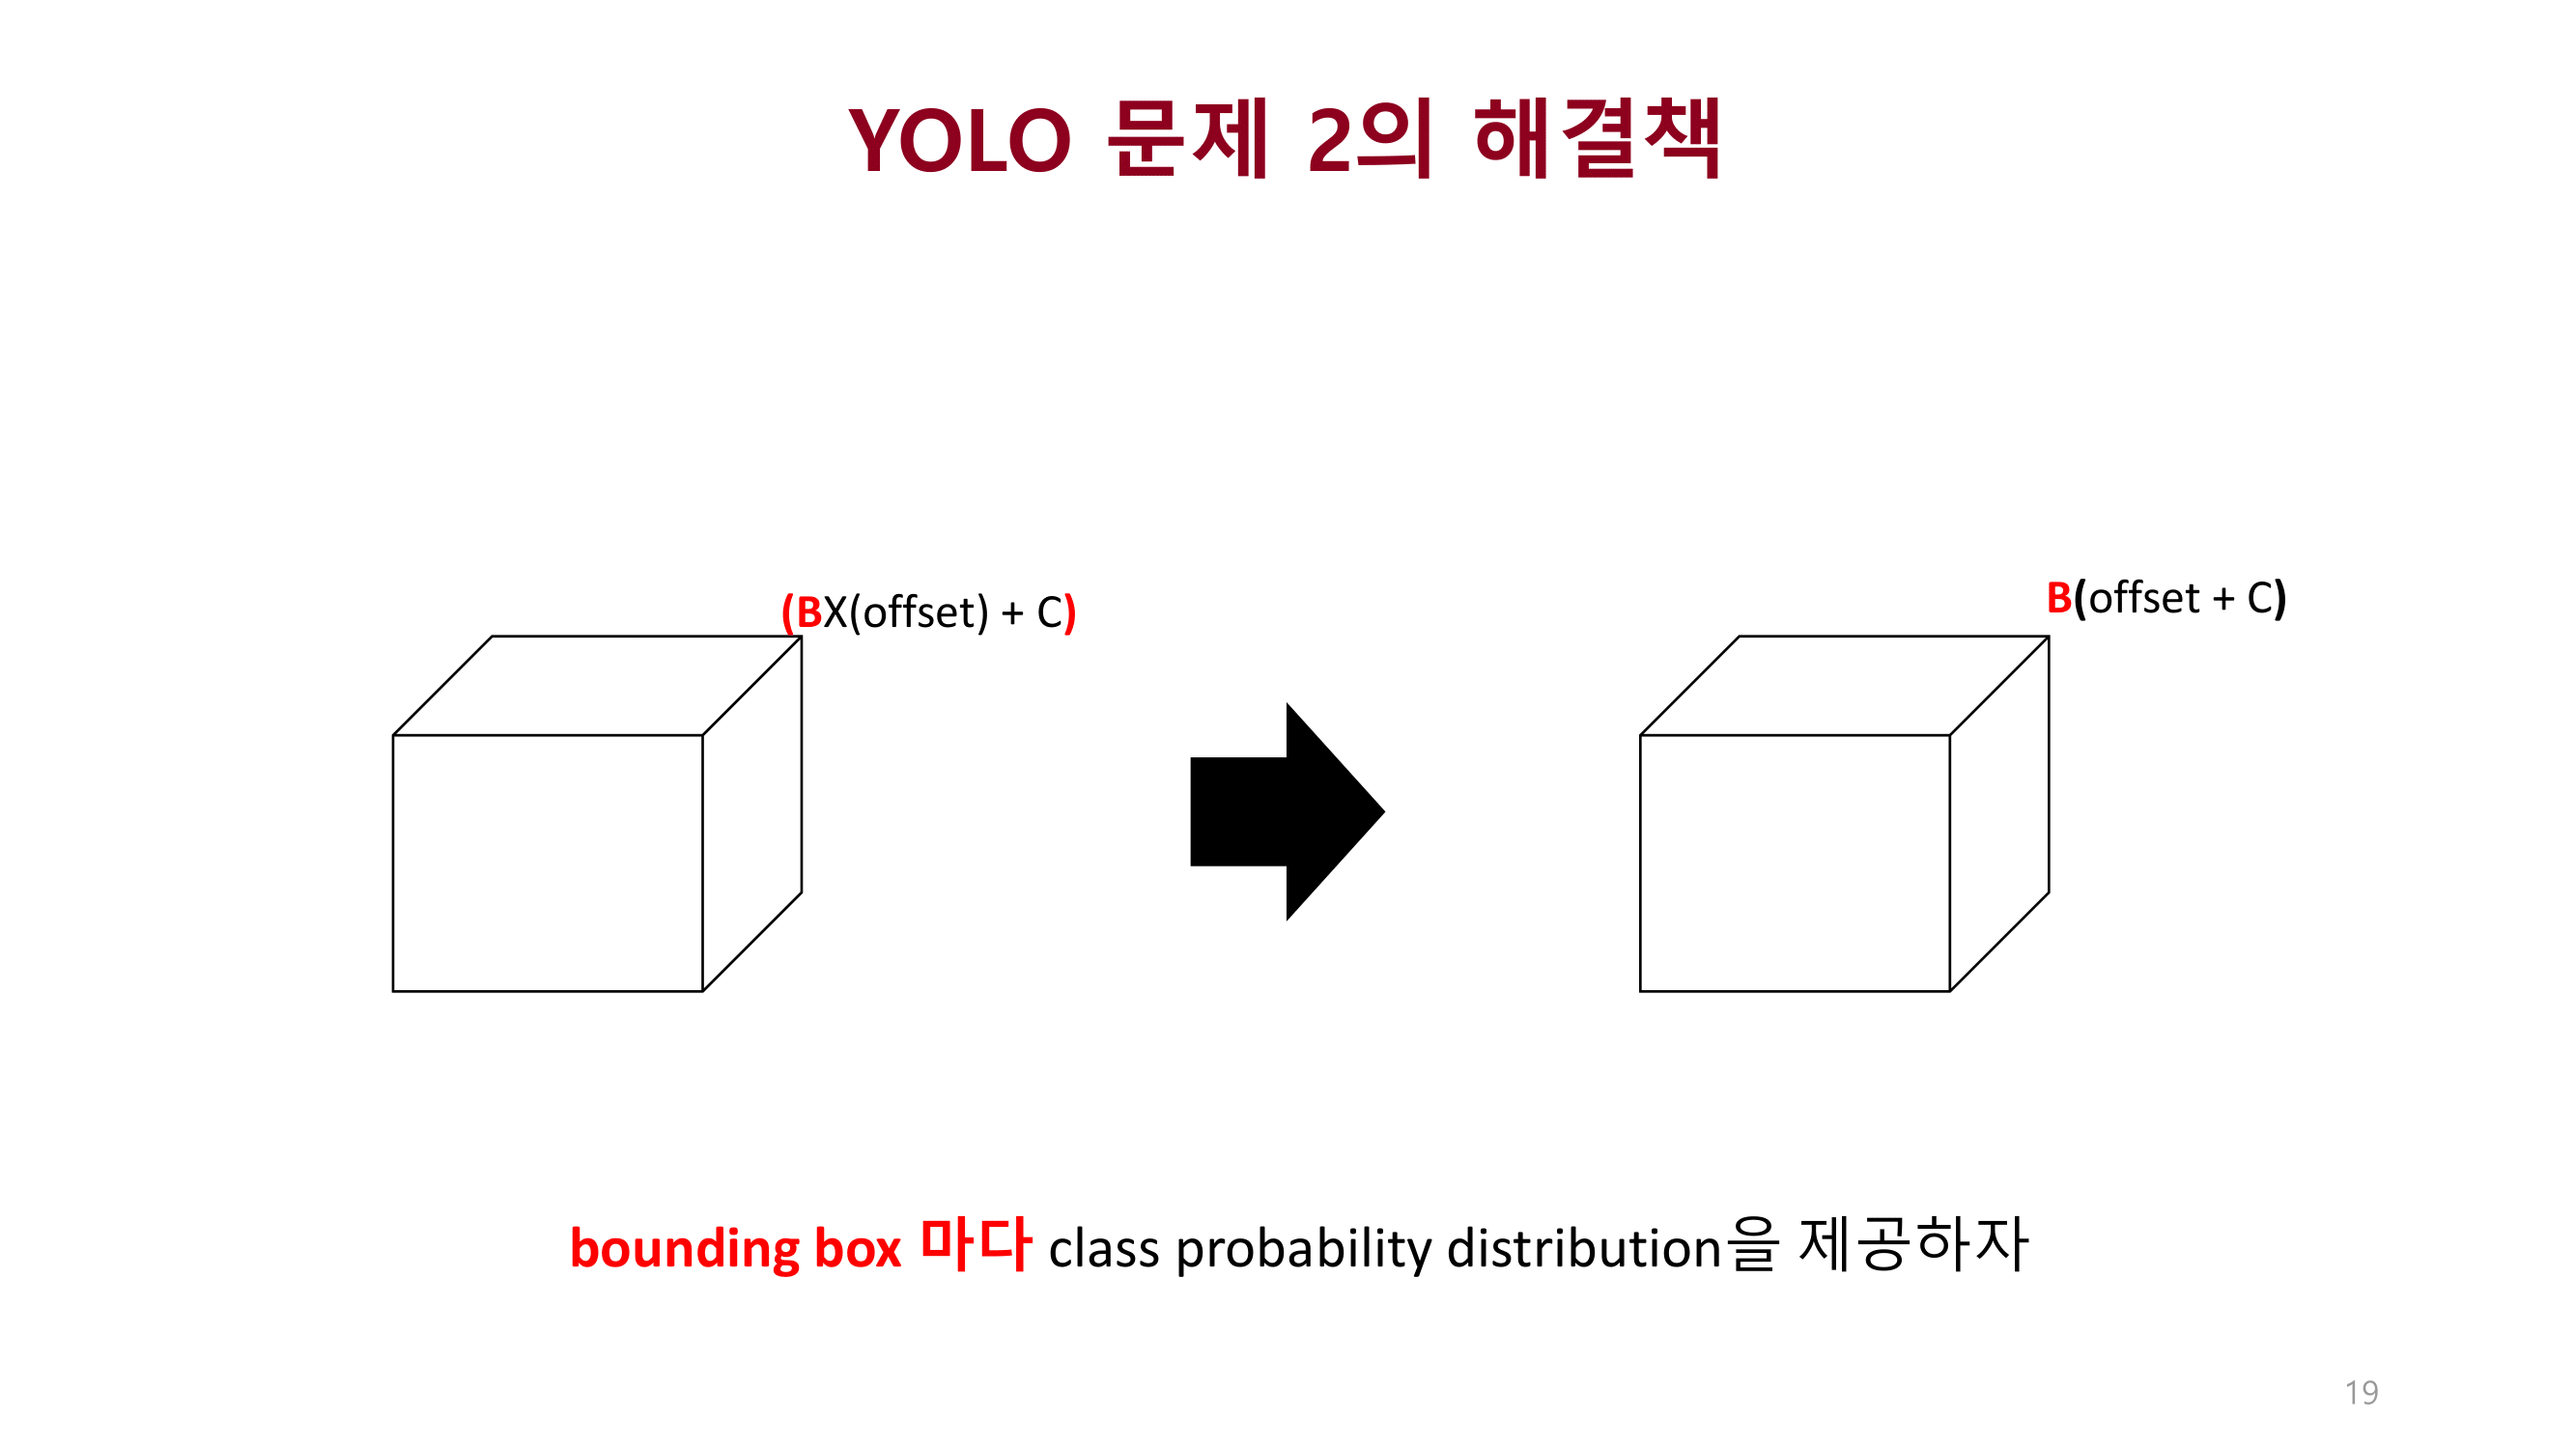 YOLO 문제 2의 해결책
(BX(offset) + C)
B(offset + C)
bounding box 마다 class probability distribution을 제공하자
19